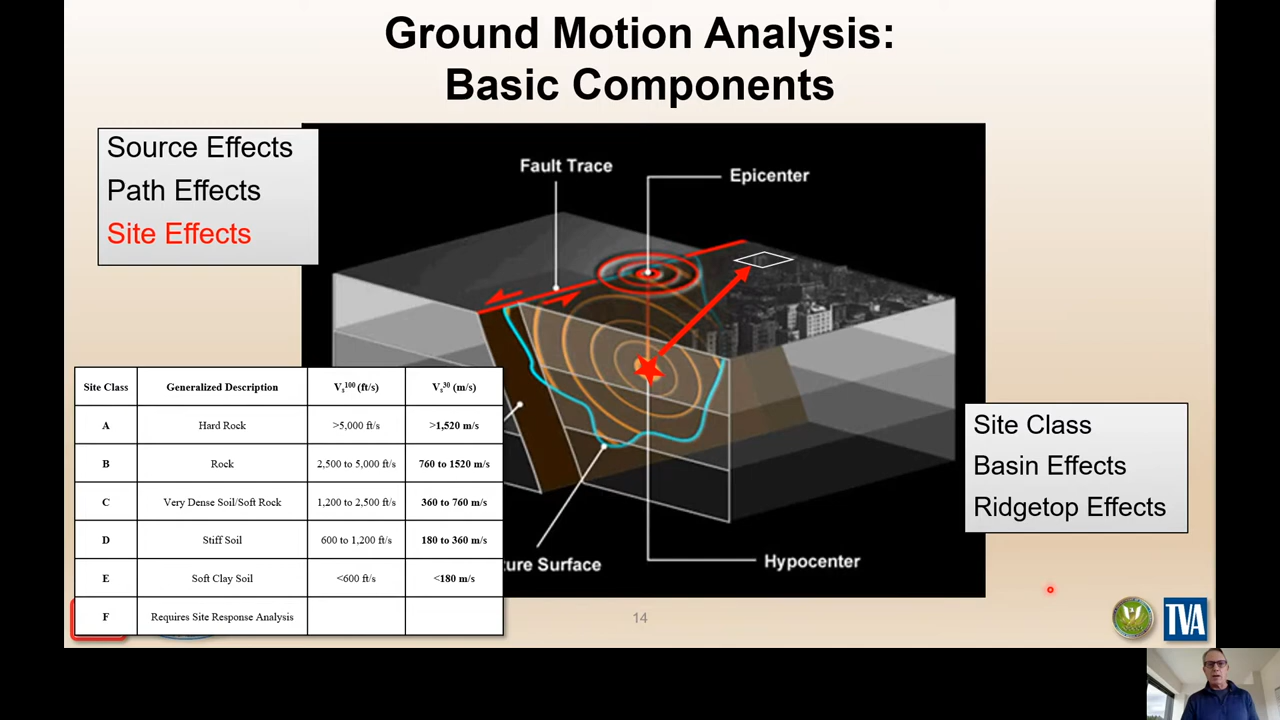 Ground Motion Analysis:
Basic Components
Source Effects
Path Effects
Site Effects
Fault Trace
Epicenter
Site Class Generalized Description Vs100 (ft/s) Vs30 (m/s)
A Hard Rock >5,000 ft/s >1,520 m/s
B Rock 2,500 to 5,000 ft/s 760 to 1520 m/s
C Very Dense Soil/Soft Rock 1,200 to 2,500 ft/s 360 to 760 m/s
D Stiff Soil 600 to 1,200 ft/s 180 to 360 m/s
E Soft Clay Soil <600 ft/s <180 m/s
F Requires Site Response Analysis
ure Surface
Hypocenter
Site Class
Basin Effects
Ridgetop Effects
14
TVA